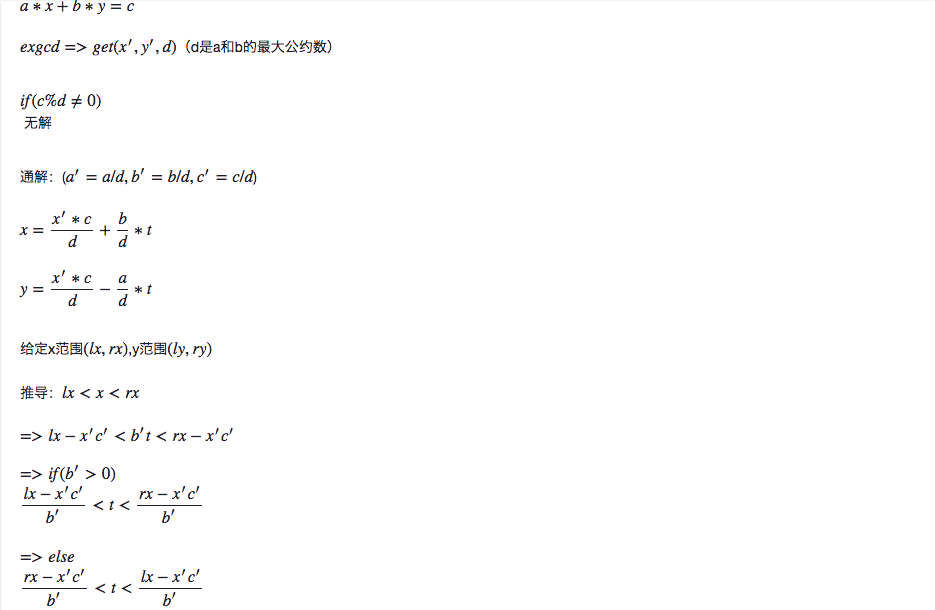 a * x + b * y = c
exgcd => get(x′, y′, d)（d是a和b的最大公约数）
if(c%d ≠ 0)
无解
通解：(a′ = a/d, b′ = b/d, c′ = c/d)
x = \frac{x′ * c}{d} + \frac{b}{d} * t
y = \frac{x′ * c}{d} − \frac{a}{d} * t
给定x范围(lx, rx),y范围(ly, ry)
推导：lx < x < rx
=> lx − x′c′ < b′t < rx − x′c′
=> if(b′ > 0)
\frac{lx − x′c′}{b′} < t < \frac{rx − x′c′}{b′}
=> else
\frac{rx − x′c′}{b′} < t < \frac{lx − x′c′}{b′}